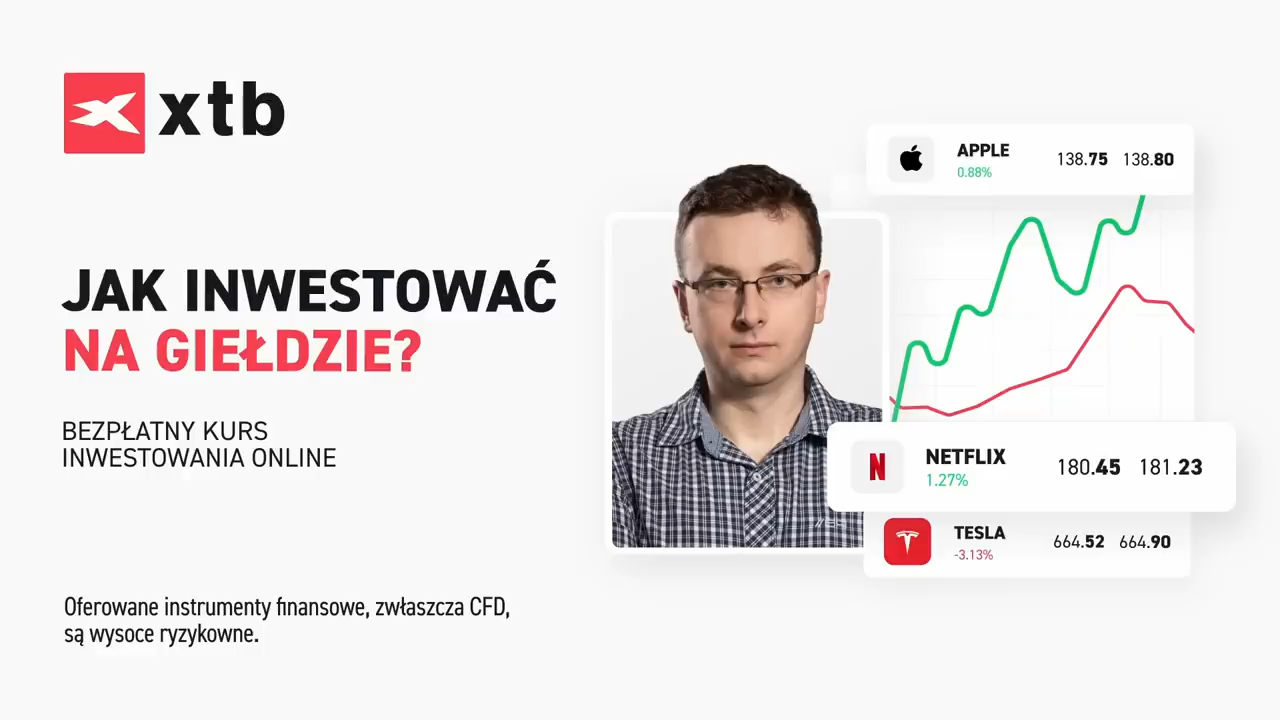 xtb
JAK INWESTOWAĆ
NA GIEŁDZIE?
BEZPŁATNY KURS
INWESTOWANIA ONLINE
Oferowane instrumenty finansowe, zwłaszcza CFD,
są wysoce ryzykowne.
APPLE
0.88%
138.75 138.80
N
NETFLIX
1.27%
180.45 181.23
TESLA
-3.13%
664.52 664.90